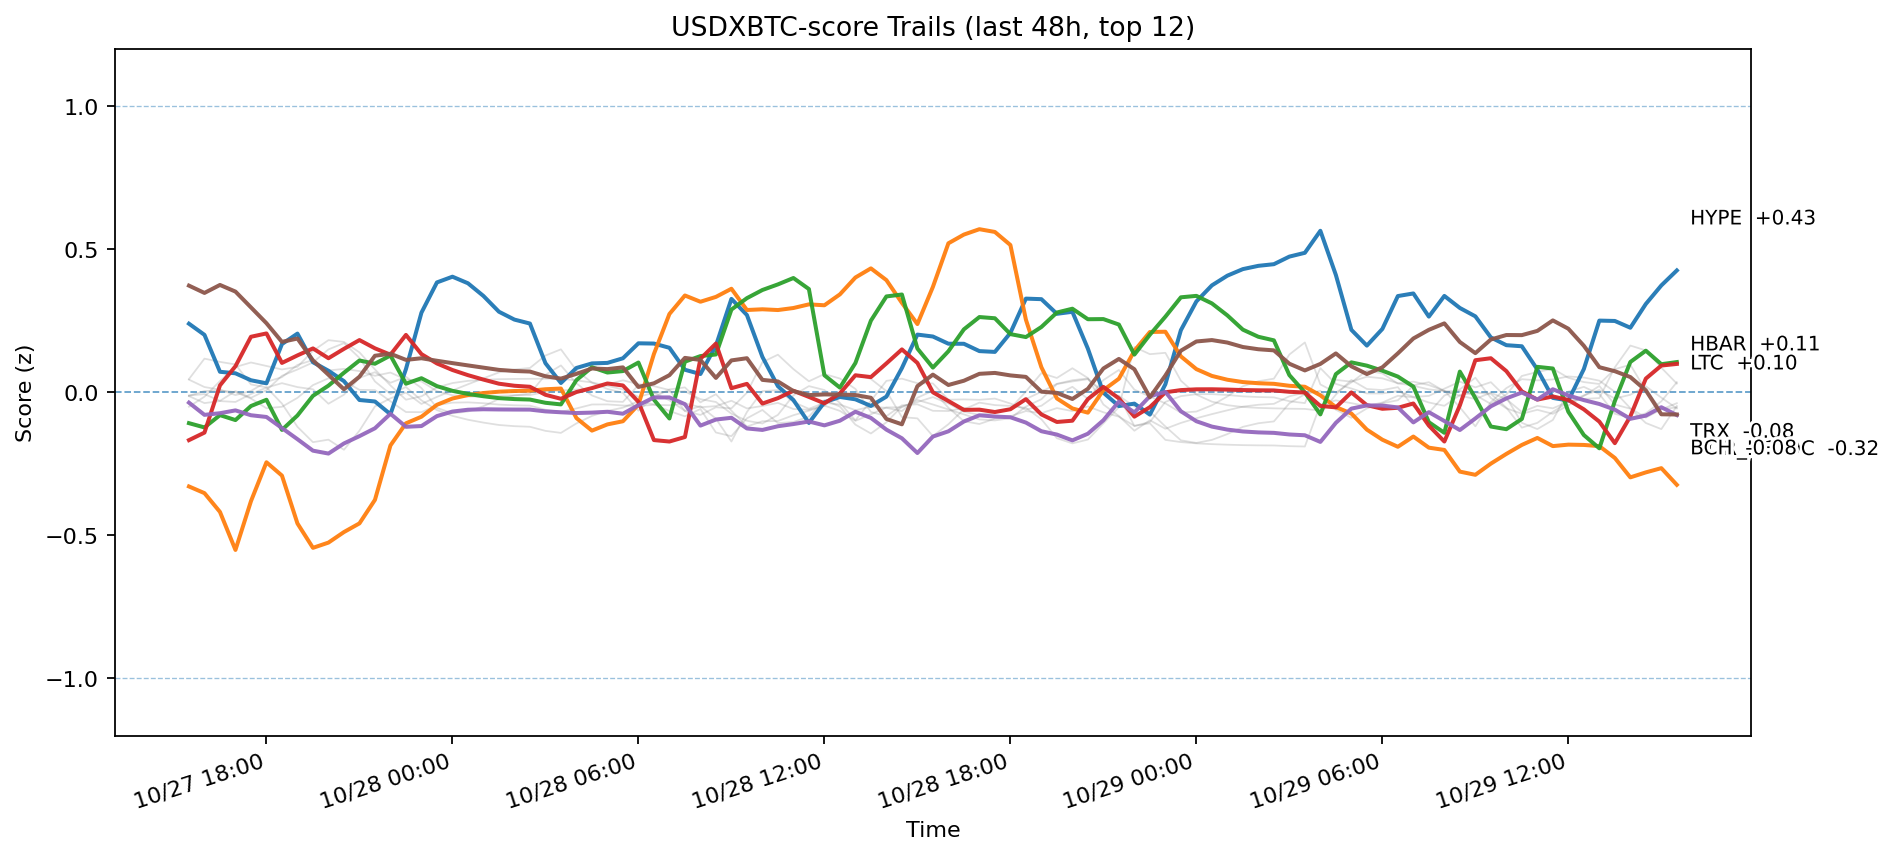 USDXBTC-score Trails (last 48h, top 12)
Score (z)
1.0
0.5
0.0
−0.5
−1.0
HYPE +0.43
HBAR +0.11
LTC +0.10
TRX -0.08
BCH -0.08
-0.32
10/27 18:00
10/28 00:00
10/28 06:00
10/28 12:00
10/28 18:00
10/29 00:00
10/29 06:00
10/29 12:00
Time